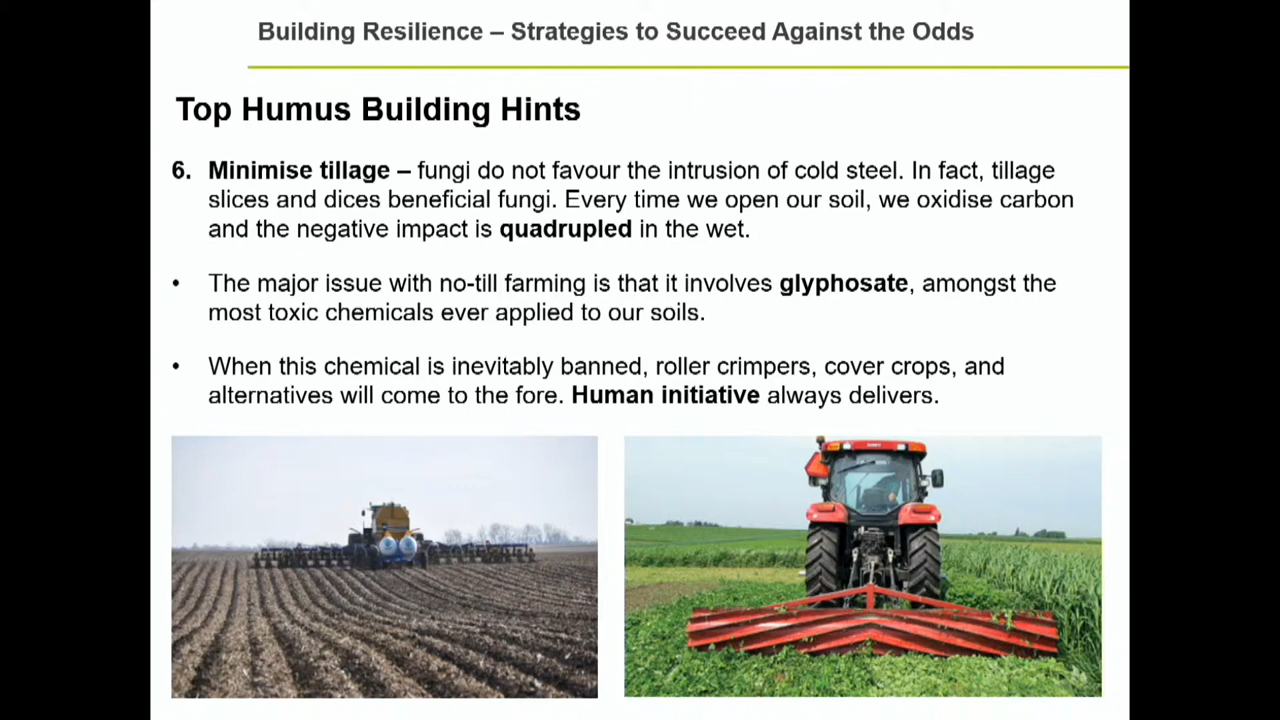 Building Resilience – Strategies to Succeed Against the Odds
Top Humus Building Hints
6. Minimise tillage – fungi do not favour the intrusion of cold steel. In fact, tillage
slices and dices beneficial fungi. Every time we open our soil, we oxidise carbon
and the negative impact is quadrupled in the wet.
• The major issue with no-till farming is that it involves glyphosate, amongst the
most toxic chemicals ever applied to our soils.
• When this chemical is inevitably banned, roller crimpers, cover crops, and
alternatives will come to the fore. Human initiative always delivers.